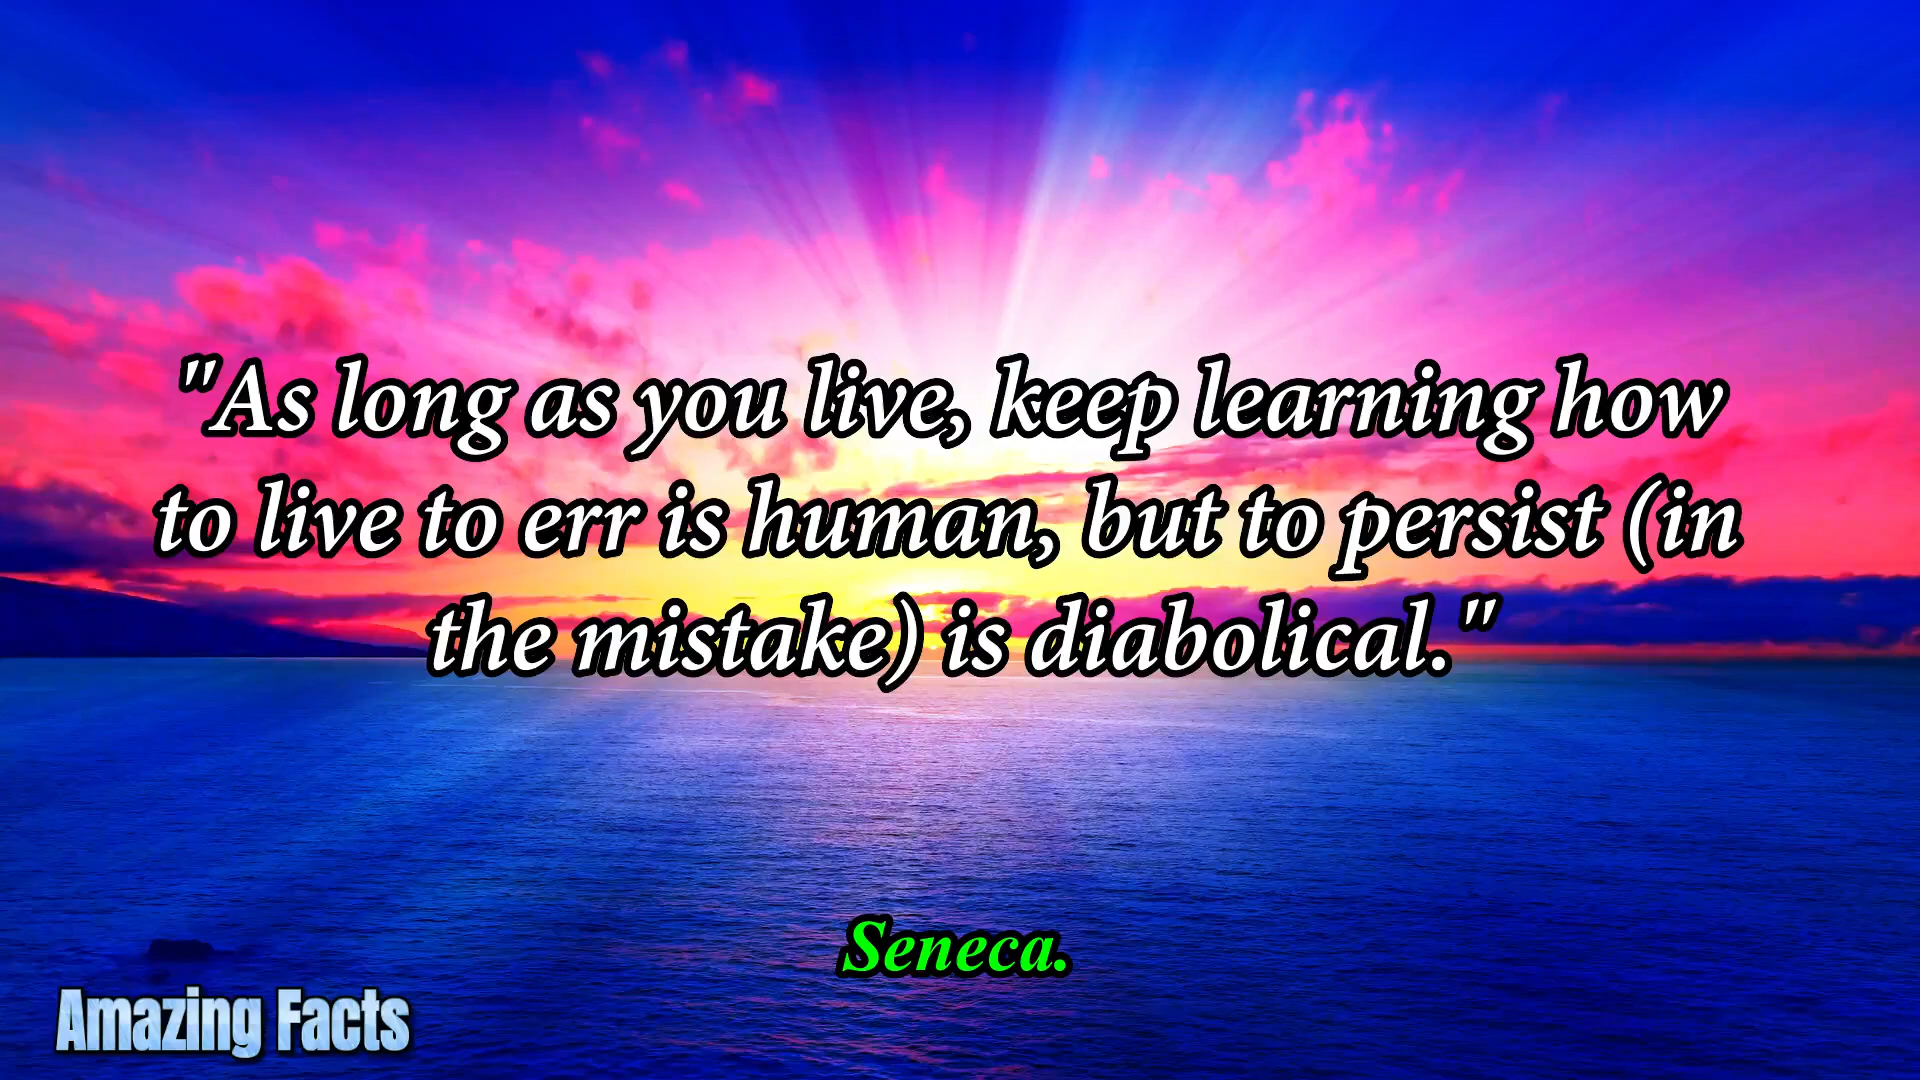 "As long as you live, keep learning how
to live to err is human, but to persist (in
the mistake) is diabolical."
Seneca.
Amazing Facts